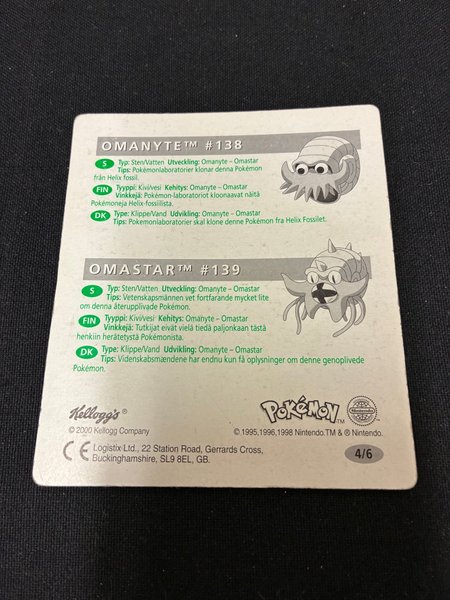 OMANYTE™ #138
S Typ: Sten/Vatten Utveckling: Omanyte – Omastar
Tips: Pokémonlaboratorier klonar denna Pokémon
från Helix fossil.
FIN Tyyppi: Kivi/vesi Kehitys: Omanyte – Omastar
Vinkkejä: Pokémon-laboratoriot kloonaavat näitä
Pokémoneja Helix-fossiilista.
DK Type: Klippe/Vand Udvikling: Omanyte – Omastar
Tips: Pokemonlaboratorier skal klone denne Pokémon fra Helix Fossilet.
OMASTAR™ #139
S Typ: Sten/Vatten Utveckling: Omanyte – Omastar
Tips: Vetenskapsmännen vet fortfarande mycket lite
om denna återupplivade Pokémon.
FIN Tyyppi: Kivi/vesi Kehitys: Omanyte – Omastar
Vinkkejä: Tutkijat eivät vielä tiedä paljonkaan tästä
henkiin herätetystä Pokémonista.
DK Type: Klippe/Vand Udvikling: Omanyte – Omastar
Tips: Videnskabsmændene har endnu kun få oplysninger om denne genoplivede
Pokémon.
Kellogg's®
© 2000 Kellogg Company
POKéMON™
Nintendo
© 1995,1996,1998 Nintendo.TM & ® Nintendo.
CE Logistix Ltd., 22 Station Road, Gerrards Cross,
Buckinghamshire, SL9 8EL, GB.
4/6